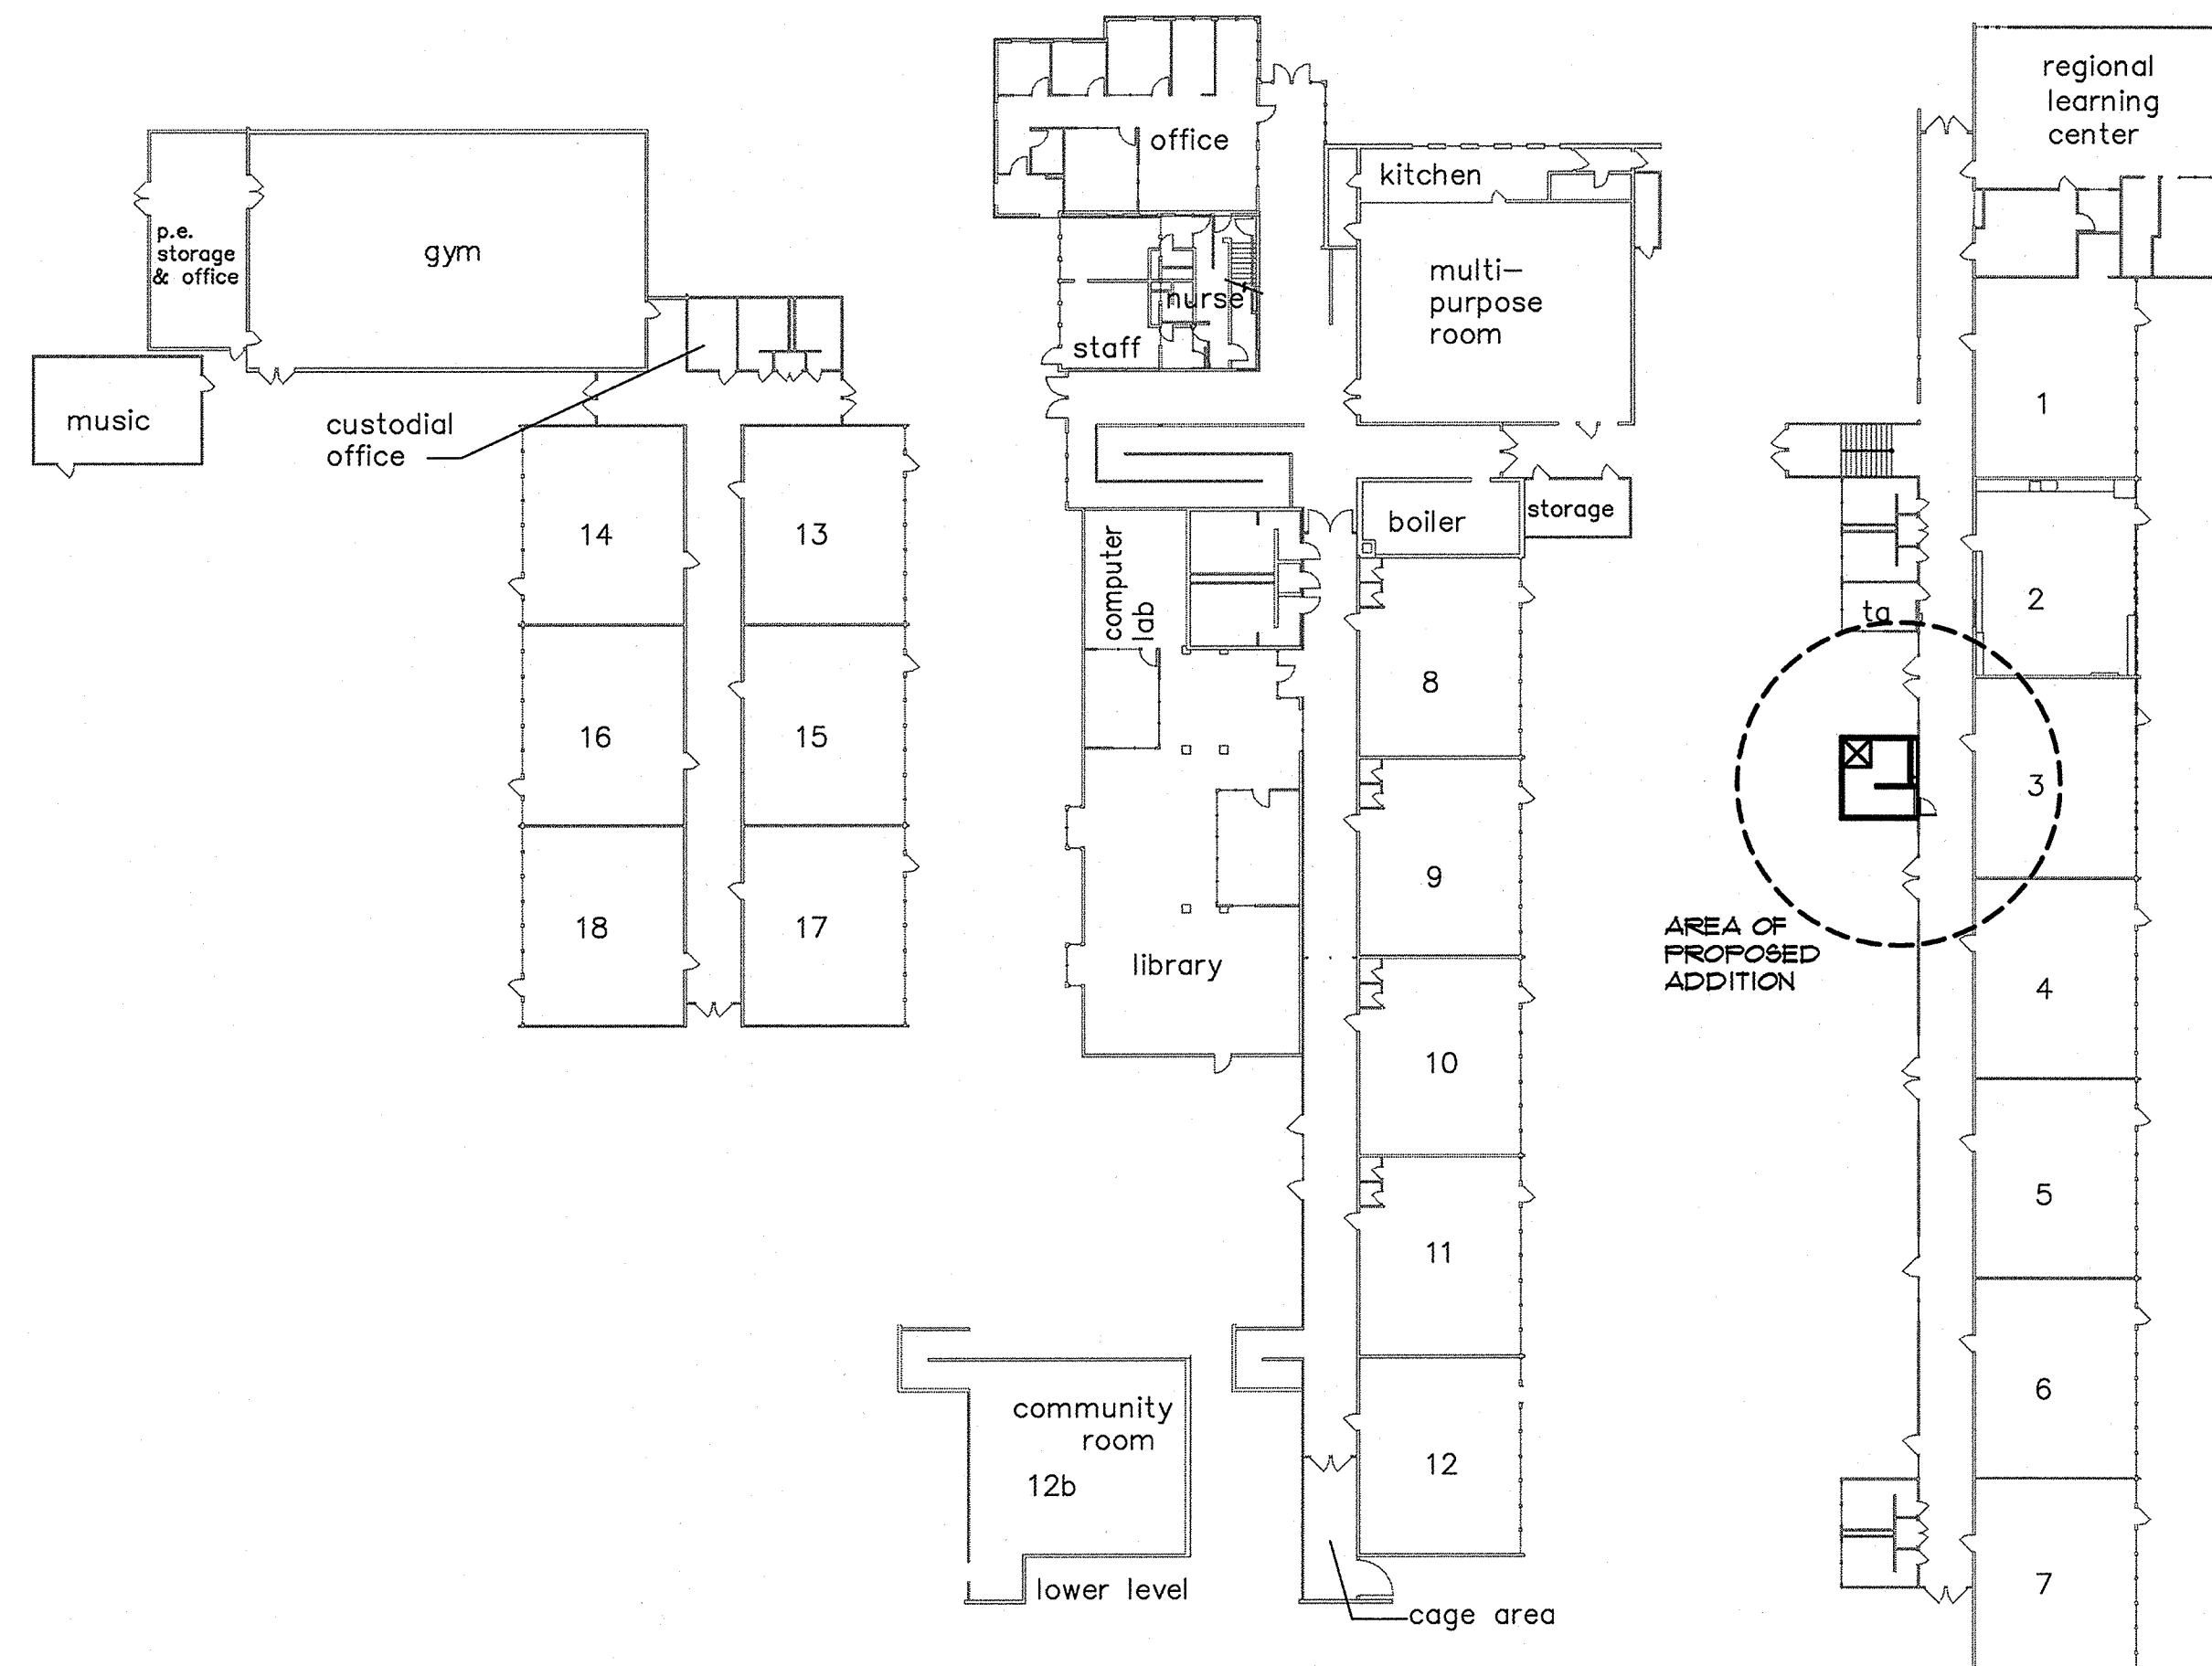 regional
learning
center
office
kitchen
p.e.
storage
& office
gym
multi-
purpose
room
nurse
staff
1
music
custodial
office
14
13
computer
lab
boiler
storage
2
ta
8
16
15
3
9
18
17
library
AREA OF
PROPOSED
ADDITION
4
10
5
11
6
community
room
12b
12
lower level
7
cage area